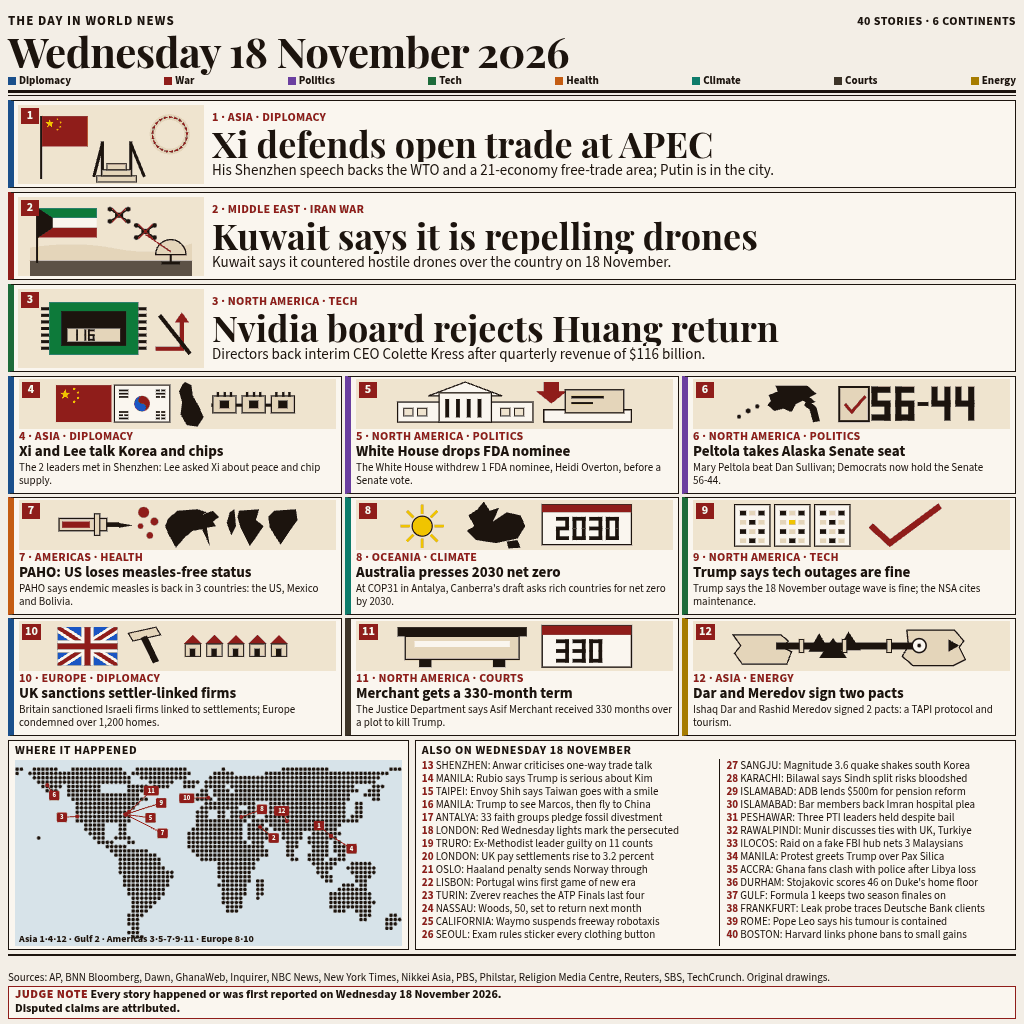 THE DAY IN WORLD NEWS
40 STORIES · 6 CONTINENTS
Wednesday 18 November 2026
Diplomacy War Politics Tech Health Climate Courts Energy
1
1 · ASIA · DIPLOMACY
Xi defends open trade at APEC
His Shenzhen speech backs the WTO and a 21-economy free-trade area; Putin is in the city.
2
2 · MIDDLE EAST · IRAN WAR
Kuwait says it is repelling drones
Kuwait says it countered hostile drones over the country on 18 November.
3
116
3 · NORTH AMERICA · TECH
Nvidia board rejects Huang return
Directors back interim CEO Colette Kress after quarterly revenue of $116 billion.
4
4 · ASIA · DIPLOMACY
Xi and Lee talk Korea and chips
The 2 leaders met in Shenzhen: Lee asked Xi about peace and chip
supply.
5
5 · NORTH AMERICA · POLITICS
White House drops FDA nominee
The White House withdrew 1 FDA nominee, Heidi Overton, before a
Senate vote.
6
56-44
6 · NORTH AMERICA · POLITICS
Peltola takes Alaska Senate seat
Mary Peltola beat Dan Sullivan; Democrats now hold the Senate
56-44.
7
7 · AMERICAS · HEALTH
PAHO: US loses measles-free status
PAHO says endemic measles is back in 3 countries: the US, Mexico
and Bolivia.
8
2030
8 · OCEANIA · CLIMATE
Australia presses 2030 net zero
At COP31 in Antalya, Canberra's draft asks rich countries for net zero
by 2030.
9
9 · NORTH AMERICA · TECH
Trump says tech outages are fine
Trump says the 18 November outage wave is fine; the NSA cites
maintenance.
10
10 · EUROPE · DIPLOMACY
UK sanctions settler-linked firms
Britain sanctioned Israeli firms linked to settlements; Europe
condemned over 1,200 homes.
11
330
11 · NORTH AMERICA · COURTS
Merchant gets a 330-month term
The Justice Department says Asif Merchant received 330 months over
a plot to kill Trump.
12
12 · ASIA · ENERGY
Dar and Meredov sign two pacts
Ishaq Dar and Rashid Meredov signed 2 pacts: a TAPI protocol and
tourism.
WHERE IT HAPPENED
6
11
10
9
3
5
7
8
12
2
1
4
Asia 1·4·12 · Gulf 2 · Americas 3·5·7·9·11 · Europe 8·10
ALSO ON WEDNESDAY 18 NOVEMBER
13 SHENZHEN: Anwar criticises one-way trade talk
14 MANILA: Rubio says Trump is serious about Kim
15 TAIPEI: Envoy Shih says Taiwan goes with a smile
16 MANILA: Trump to see Marcos, then fly to China
17 ANTALYA: 33 faith groups pledge fossil divestment
18 LONDON: Red Wednesday lights mark the persecuted
19 TRURO: Ex-Methodist leader guilty on 11 counts
20 LONDON: UK pay settlements rise to 3.2 percent
21 OSLO: Haaland penalty sends Norway through
22 LISBON: Portugal wins first game of new era
23 TURIN: Zverev reaches the ATP Finals last four
24 NASSAU: Woods, 50, set to return next month
25 CALIFORNIA: Waymo suspends freeway robotaxis
26 SEOUL: Exam rules sticker every clothing button
27 SANGJU: Magnitude 3.6 quake shakes south Korea
28 KARACHI: Bilawal says Sindh split risks bloodshed
29 ISLAMABAD: ADB lends $500m for pension reform
30 ISLAMABAD: Bar members back Imran hospital plea
31 PESHAWAR: Three PTI leaders held despite bail
32 RAWALPINDI: Munir discusses ties with UK, Turkiye
33 ILOCOS: Raid on a fake FBI hub nets 3 Malaysians
34 MANILA: Protest greets Trump over Pax Silica
35 ACCRA: Ghana fans clash with police after Libya loss
36 DURHAM: Stojakovic scores 46 on Duke's home floor
37 GULF: Formula 1 keeps two season finales on
38 FRANKFURT: Leak probe traces Deutsche Bank clients
39 ROME: Pope Leo says his tumour is contained
40 BOSTON: Harvard links phone bans to small gains
Sources: AP, BNN Bloomberg, Dawn, GhanaWeb, Inquirer, NBC News, New York Times, Nikkei Asia, PBS, Philstar, Religion Media Centre, Reuters, SBS, TechCrunch. Original drawings.
JUDGE NOTE Every story happened or was first reported on Wednesday 18 November 2026.
Disputed claims are attributed.